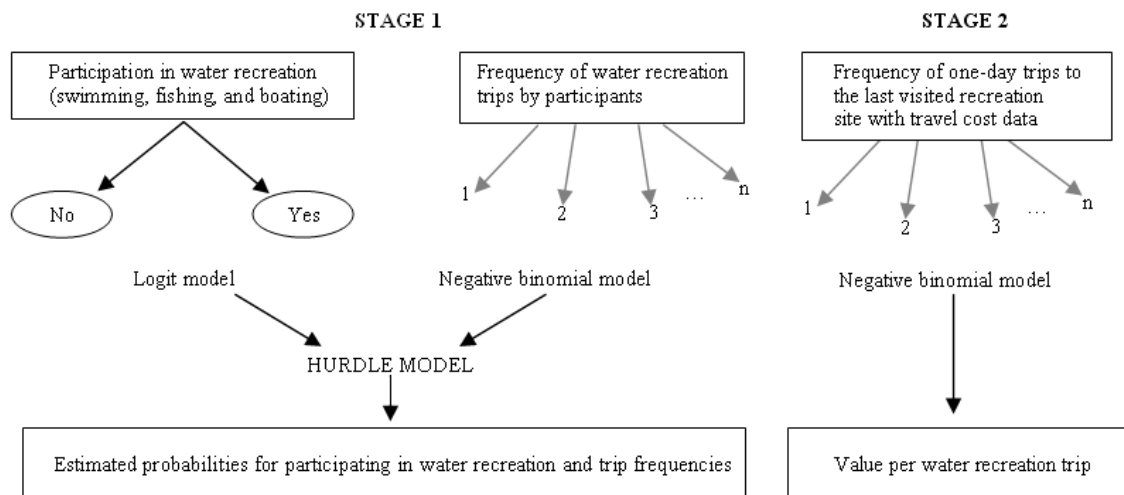 STAGE 1
STAGE 2
Participation in water recreation
(swimming, fishing, and boating)
Frequency of water recreation
trips by participants
Frequency of one-day trips to
the last visited recreation
site with travel cost data
No
Yes
1
2
3
...
n
1
2
3
...
n
Logit model
Negative binomial model
Negative binomial model
HURDLE MODEL
Estimated probabilities for participating in water recreation and trip frequencies
Value per water recreation trip